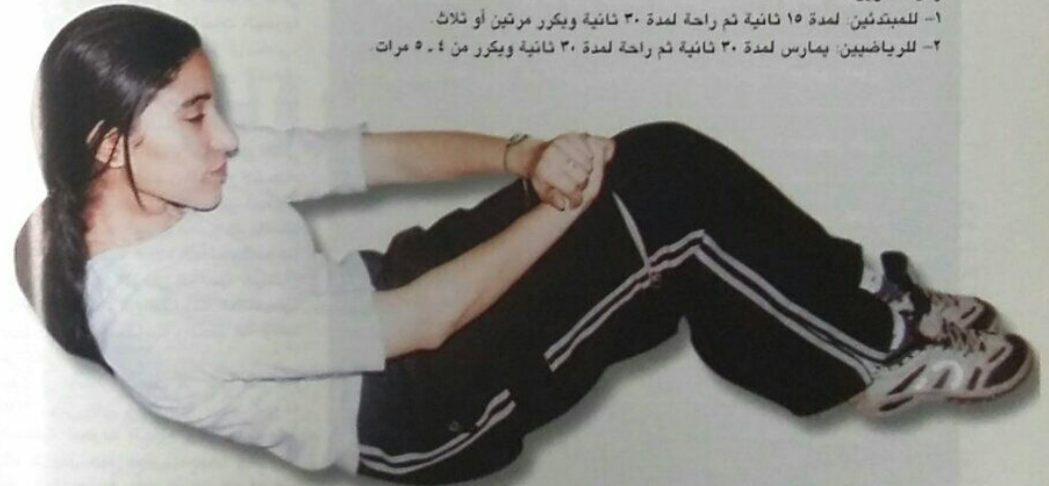 ١- للمبتدئين: لمدة ١٥ ثانية ثم راحة لمدة ٣٠ ثانية ويكرر مرتين أو ثلاث.
٢- للرياضيين: يمارس لمدة ٣٠ ثانية ثم راحة لمدة ٣٠ ثانية ويكرر من ٤ ـ ٥ مرات.